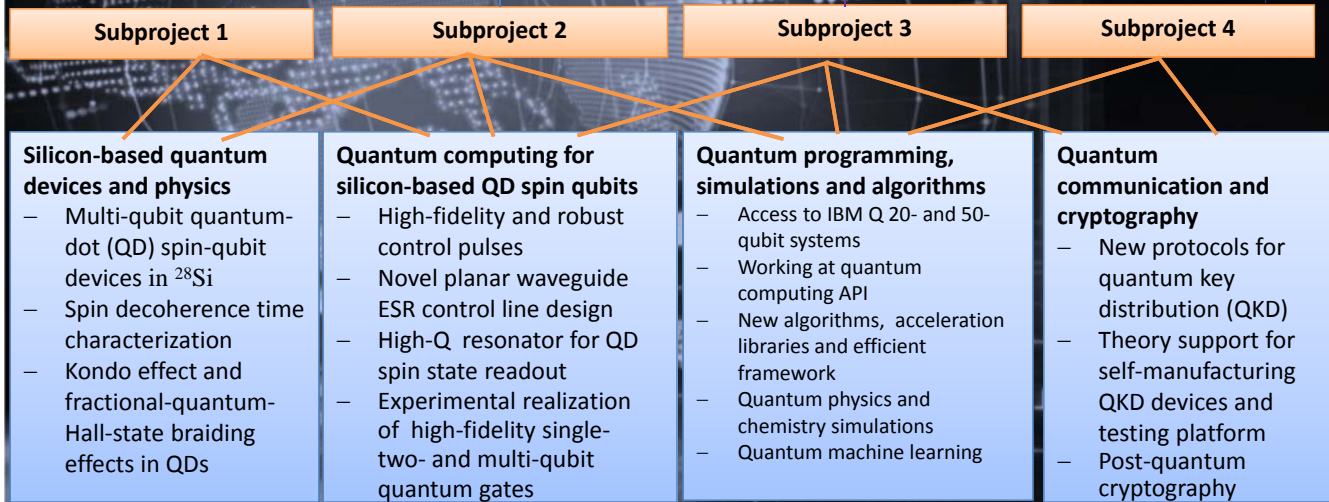 Subproject 1
Subproject 2
Subproject 3
Subproject 4
Silicon-based quantum
devices and physics
– Multi-qubit quantum-
dot (QD) spin-qubit
devices in ²⁸Si
– Spin decoherence time
characterization
– Kondo effect and
fractional-quantum-
Hall-state braiding
effects in QDs
Quantum computing for
silicon-based QD spin qubits
– High-fidelity and robust
control pulses
– Novel planar waveguide
ESR control line design
– High-Q resonator for QD
spin state readout
– Experimental realization
of high-fidelity single-
two- and multi-qubit
quantum gates
Quantum programming,
simulations and algorithms
– Access to IBM Q 20- and 50-
qubit systems
– Working at quantum
computing API
– New algorithms, acceleration
libraries and efficient
framework
– Quantum physics and
chemistry simulations
– Quantum machine learning
Quantum
communication and
cryptography
– New protocols for
quantum key
distribution (QKD)
– Theory support for
self-manufacturing
QKD devices and
testing platform
– Post-quantum
cryptography